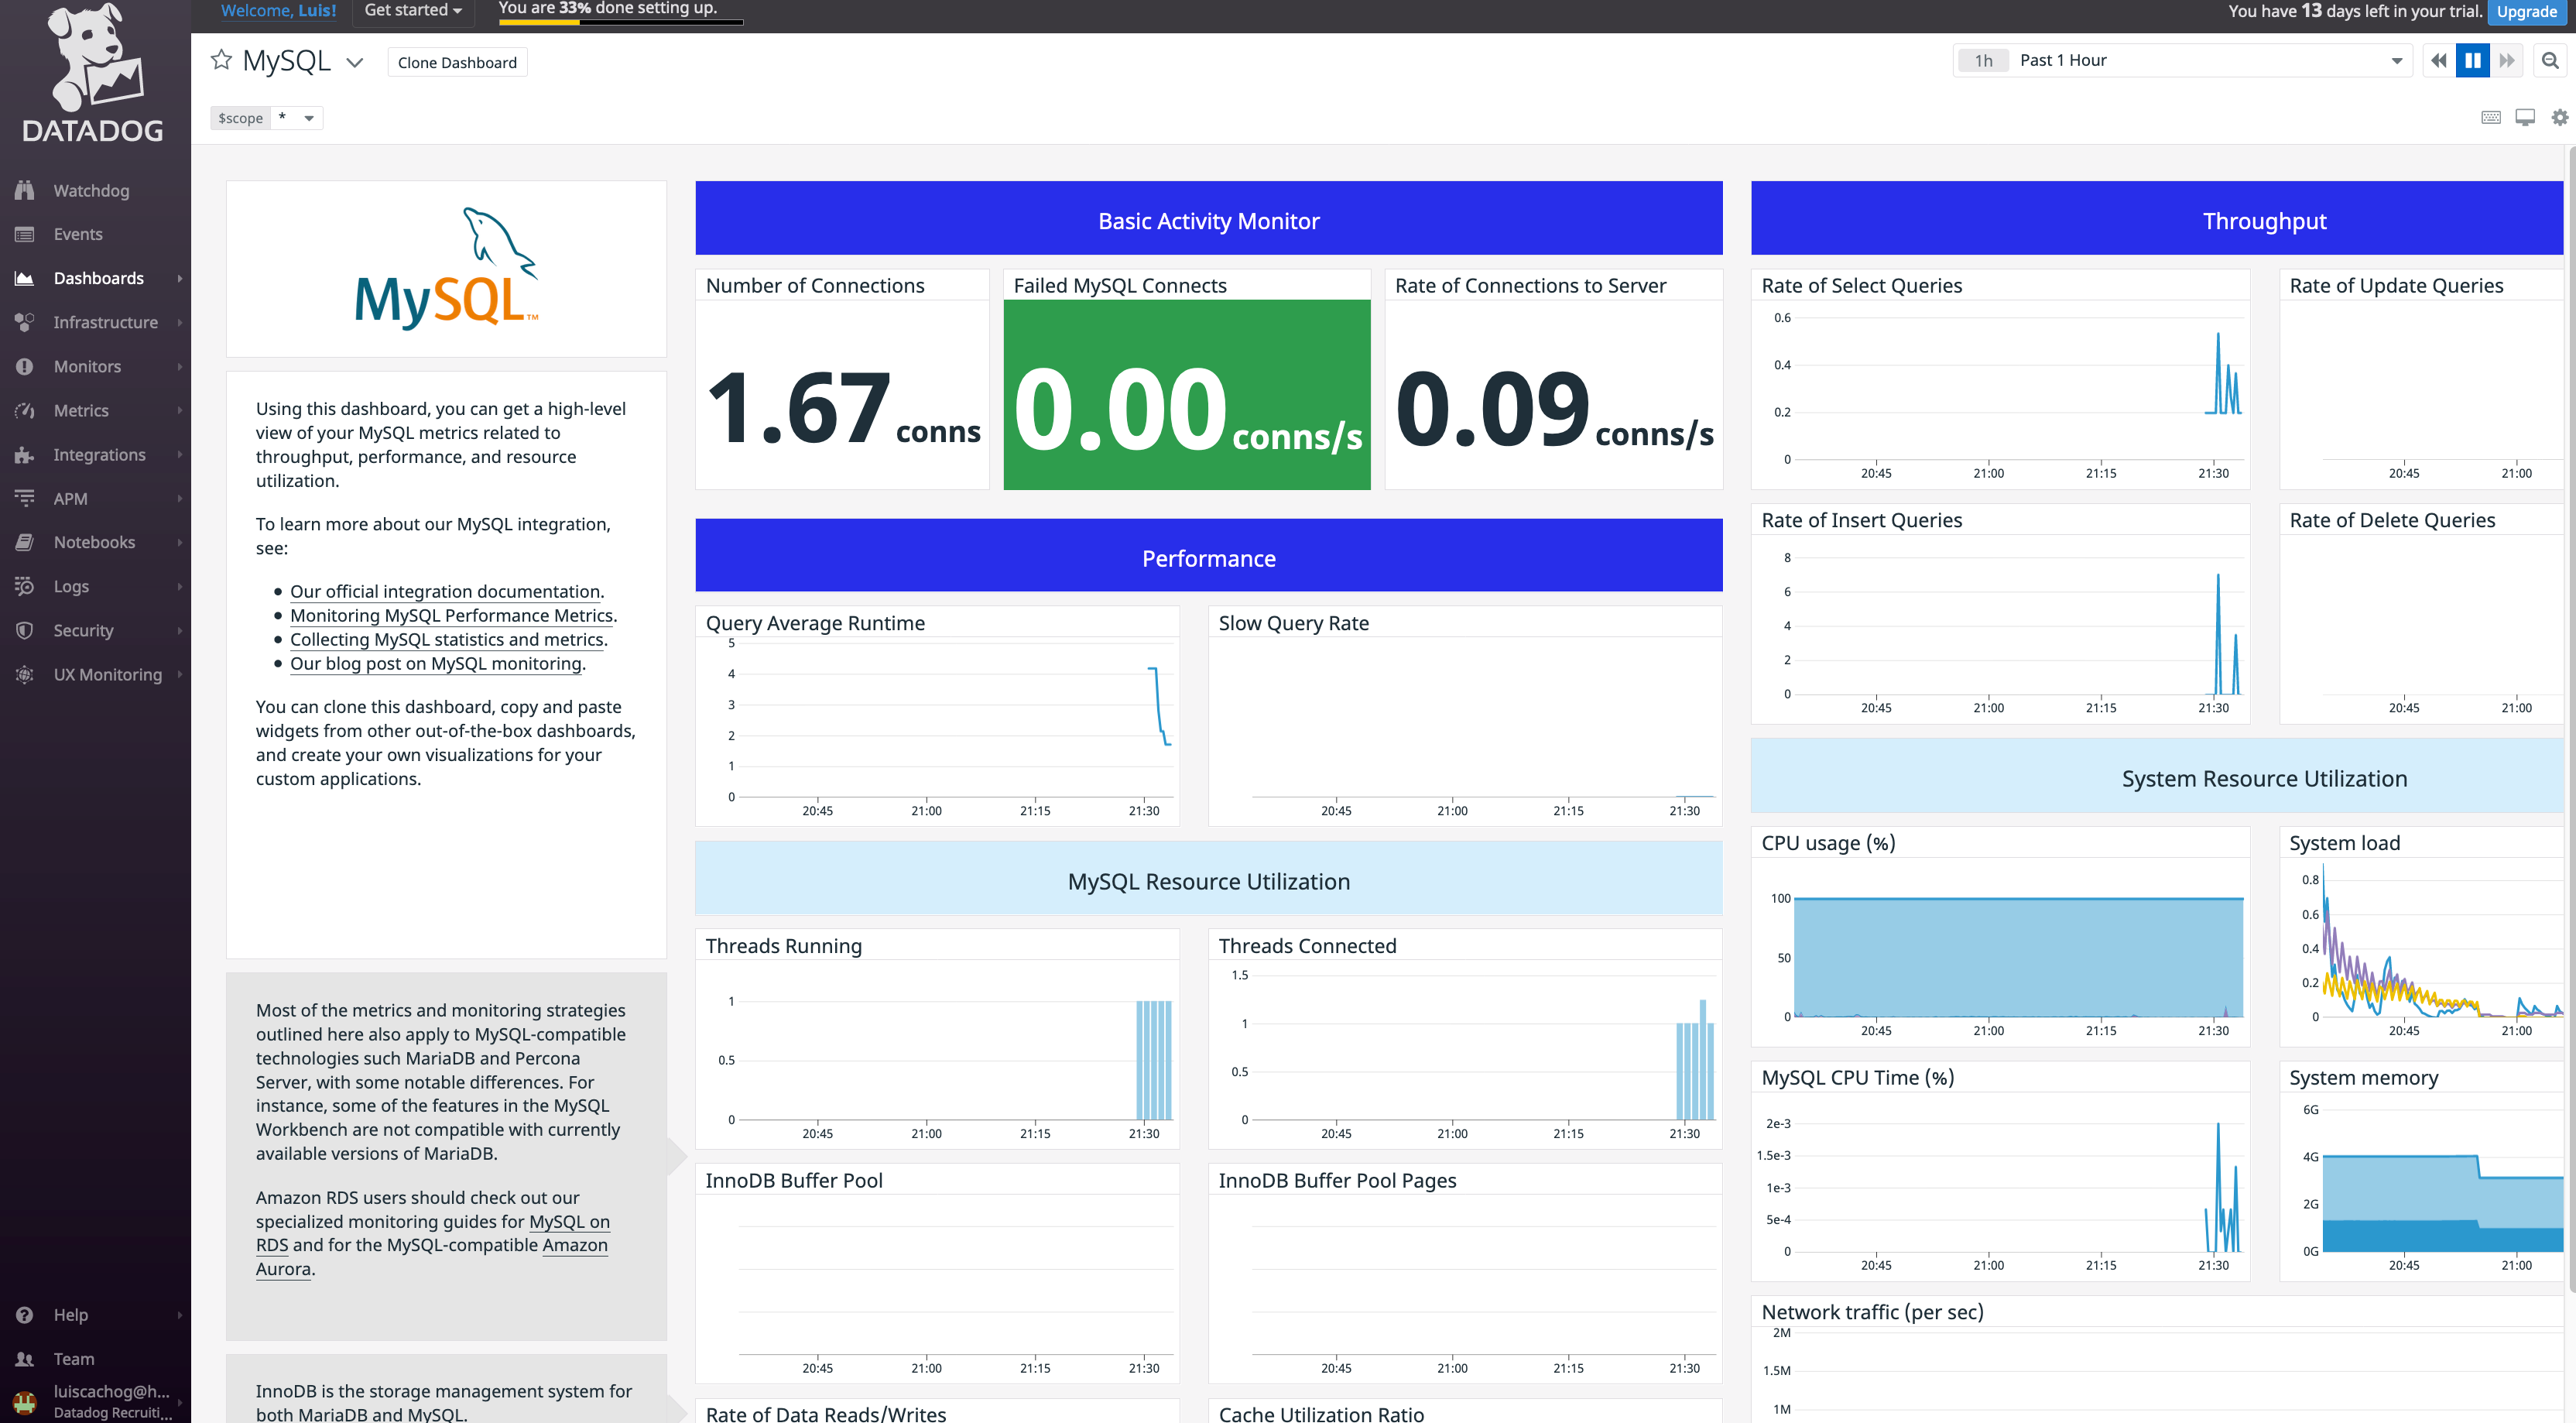 Welcome, Luis!
Get started
You are 33% done setting up.
You have 13 days left in your trial.
Upgrade
DATADOG
Watchdog
Events
Dashboards
Infrastructure
Monitors
Metrics
Integrations
APM
Notebooks
Logs
Security
UX Monitoring
Help
Team
luiscachog@h...
Datadog Recruiti...
MySQL
Clone Dashboard
1h Past 1 Hour
$scope *
MySQL™
Using this dashboard, you can get a high-level
view of your MySQL metrics related to
throughput, performance, and resource
utilization.
To learn more about our MySQL integration,
see:
• Our official integration documentation.
• Monitoring MySQL Performance Metrics.
• Collecting MySQL statistics and metrics.
• Our blog post on MySQL monitoring.
You can clone this dashboard, copy and paste
widgets from other out-of-the-box dashboards,
and create your own visualizations for your
custom applications.
Most of the metrics and monitoring strategies
outlined here also apply to MySQL-compatible
technologies such MariaDB and Percona
Server, with some notable differences. For
instance, some of the features in the MySQL
Workbench are not compatible with currently
available versions of MariaDB.
Amazon RDS users should check out our
specialized monitoring guides for MySQL on
RDS and for the MySQL-compatible Amazon
Aurora.
InnoDB is the storage management system for
both MariaDB and MySQL.
Basic Activity Monitor
Number of Connections
1.67 conns
Failed MySQL Connects
0.00 conns/s
Rate of Connections to Server
0.09 conns/s
Performance
Query Average Runtime
5
4
3
2
1
0
20:45 21:00 21:15 21:30
Slow Query Rate
20:45 21:00 21:15 21:30
MySQL Resource Utilization
Threads Running
1
0.5
0
20:45 21:00 21:15 21:30
Threads Connected
1.5
1
0.5
0
20:45 21:00 21:15 21:30
InnoDB Buffer Pool
20:45 21:00 21:15 21:30
InnoDB Buffer Pool Pages
20:45 21:00 21:15 21:30
Rate of Data Reads/Writes
Cache Utilization Ratio
Throughput
Rate of Select Queries
0.6
0.4
0.2
0
20:45 21:00 21:15 21:30
Rate of Update Queries
20:45 21:00
Rate of Insert Queries
8
6
4
2
0
20:45 21:00 21:15 21:30
Rate of Delete Queries
20:45 21:00
System Resource Utilization
CPU usage (%)
100
50
0
20:45 21:00 21:15 21:30
System load
0.8
0.6
0.4
0.2
0
20:45 21:00
MySQL CPU Time (%)
2e-3
1.5e-3
1e-3
5e-4
0
20:45 21:00 21:15 21:30
System memory
6G
4G
2G
0G
20:45 21:00
Network traffic (per sec)
2M
1.5M
1M